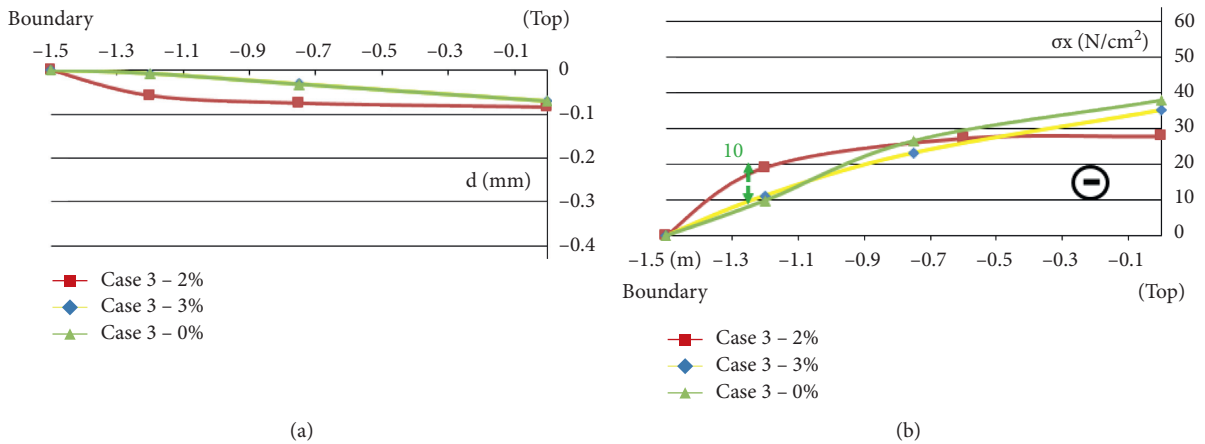 Boundary (Top)
–1.5 –1.3 –1.1 –0.9 –0.7 –0.5 –0.3 –0.1
0
–0.1
–0.2
d (mm)
–0.3
–0.4
Case 3 – 2%
Case 3 – 3%
Case 3 – 0%
(a)
60
σx (N/cm²)
50
40
30
10
20
10
0
–1.5 (m) –1.3 –1.1 –0.9 –0.7 –0.5 –0.3 –0.1
Boundary (Top)
Case 3 – 2%
Case 3 – 3%
Case 3 – 0%
(b)